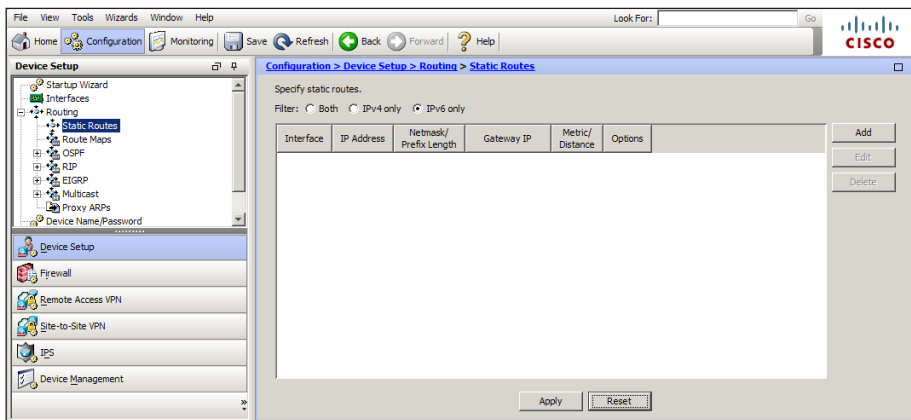 File View Tools Wizards Window Help Look For: Go
Home Configuration Monitoring Save Refresh Back Forward Help
CISCO
Device Setup
Startup Wizard
Interfaces
Routing
Static Routes
Route Maps
OSPF
RIP
EIGRP
Multicast
Proxy ARPs
Device Name/Password
Device Setup
Firewall
Remote Access VPN
Site-to-Site VPN
IPS
Device Management
Configuration > Device Setup > Routing > Static Routes
Specify static routes.
Filter: Both IPv4 only IPv6 only
Interface IP Address Netmask/ Prefix Length Gateway IP Metric/ Distance Options
Add
Edit
Delete
Apply Reset